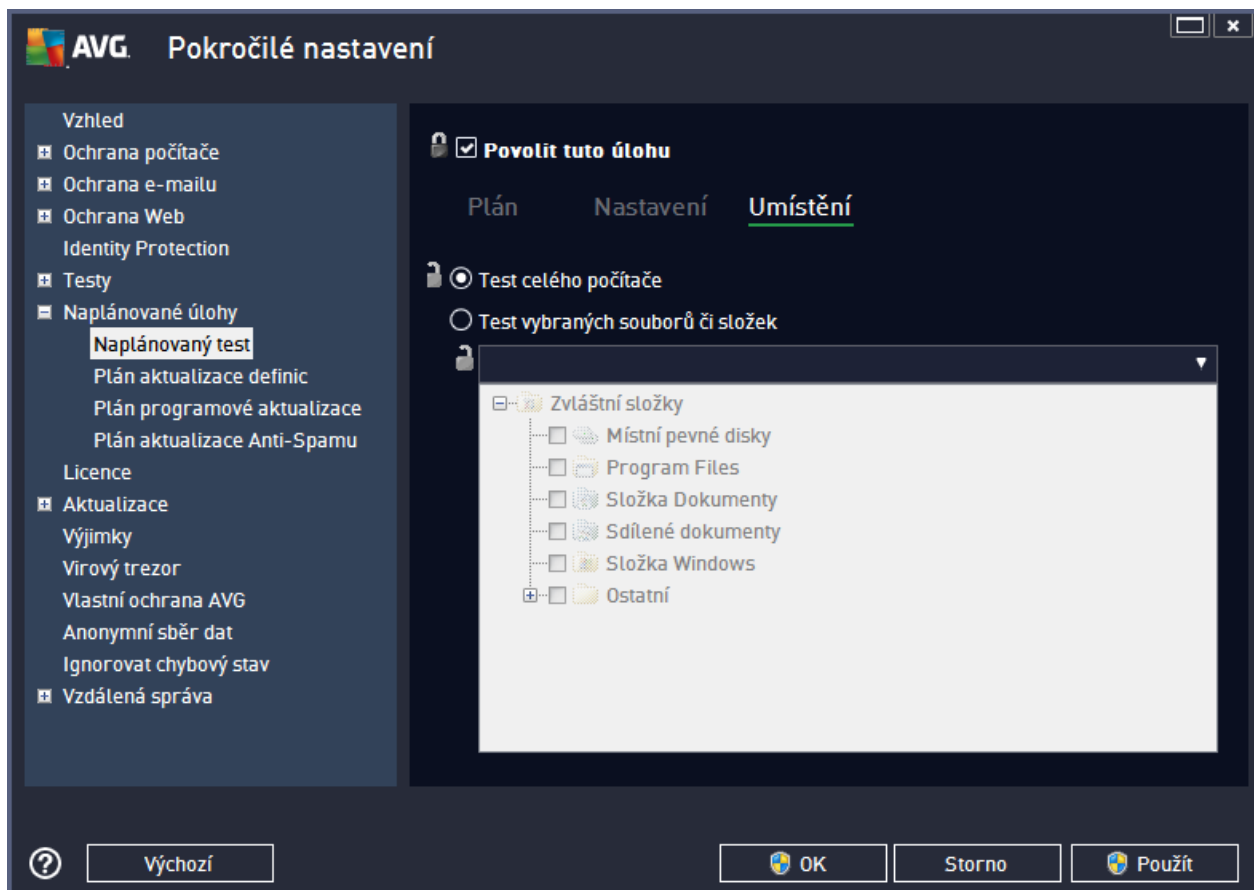 AVG. Pokročilé nastavení
Vzhled
Ochrana počítače
Ochrana e-mailu
Ochrana Web
Identity Protection
Testy
Naplánované úlohy
Naplánovaný test
Plán aktualizace definic
Plán programové aktualizace
Plán aktualizace Anti-Spamu
Licence
Aktualizace
Výjimky
Virový trezor
Vlastní ochrana AVG
Anonymní sběr dat
Ignorovat chybový stav
Vzdálená správa
Povolit tuto úlohu
Plán Nastavení Umístění
Test celého počítače
Test vybraných souborů či složek
Zvláštní složky
Místní pevné disky
Program Files
Složka Dokumenty
Sdílené dokumenty
Složka Windows
Ostatní
Výchozí OK Storno Použít